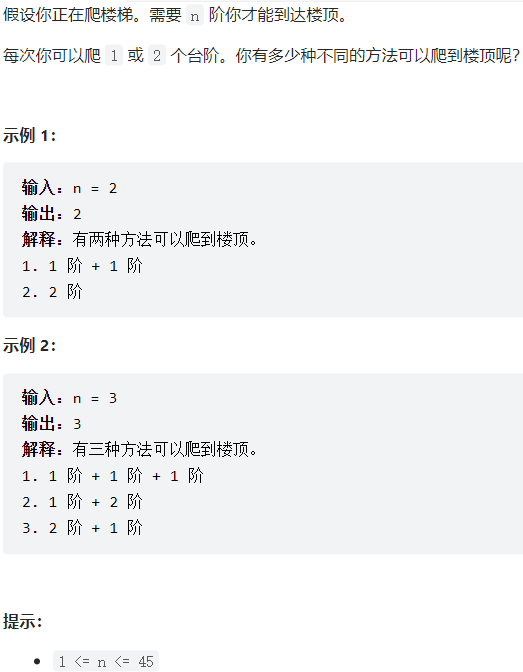 假设你正在爬楼梯。需要 n 阶你才能到达楼顶。
每次你可以爬 1 或 2 个台阶。你有多少种不同的方法可以爬到楼顶呢?
示例 1:
输入:n = 2
输出:2
解释:有两种方法可以爬到楼顶。
1. 1 阶 + 1 阶
2. 2 阶
示例 2:
输入:n = 3
输出:3
解释:有三种方法可以爬到楼顶。
1. 1 阶 + 1 阶 + 1 阶
2. 1 阶 + 2 阶
3. 2 阶 + 1 阶
提示:
• 1 <= n <= 45